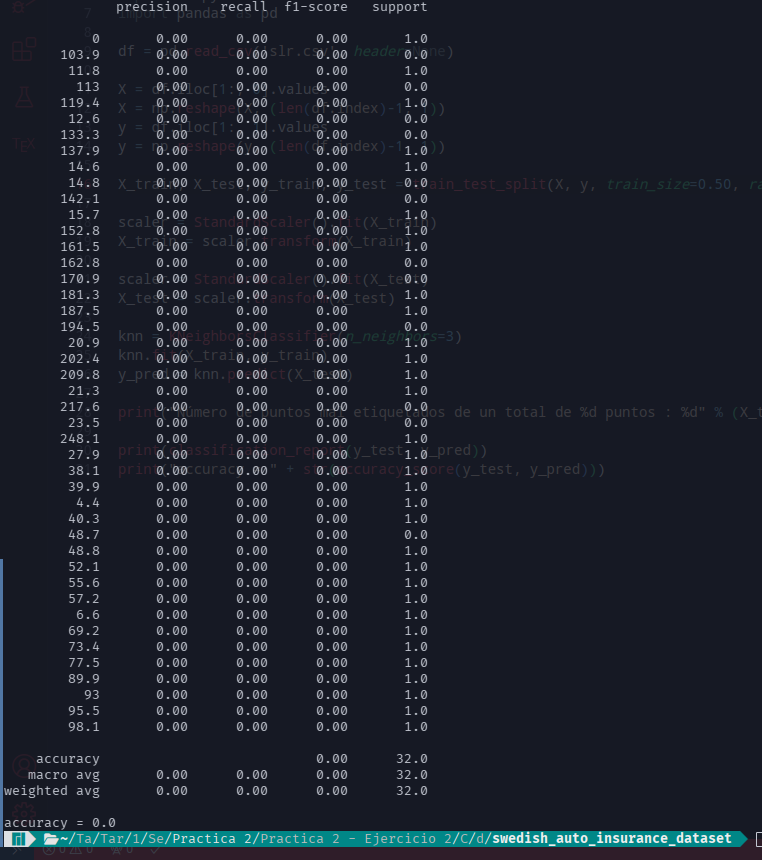 precision recall f1-score support
0 0.00 0.00 0.00 1.0
103.9 0.00 0.00 0.00 0.0
11.8 0.00 0.00 0.00 1.0
113 0.00 0.00 0.00 0.0
119.4 0.00 0.00 0.00 1.0
12.6 0.00 0.00 0.00 0.0
133.3 0.00 0.00 0.00 0.0
137.9 0.00 0.00 0.00 1.0
14.6 0.00 0.00 0.00 1.0
14.8 0.00 0.00 0.00 0.0
142.1 0.00 0.00 0.00 0.0
15.7 0.00 0.00 0.00 1.0
152.8 0.00 0.00 0.00 1.0
161.5 0.00 0.00 0.00 1.0
162.8 0.00 0.00 0.00 0.0
170.9 0.00 0.00 0.00 0.0
181.3 0.00 0.00 0.00 1.0
187.5 0.00 0.00 0.00 1.0
194.5 0.00 0.00 0.00 0.0
20.9 0.00 0.00 0.00 1.0
202.4 0.00 0.00 0.00 1.0
209.8 0.00 0.00 0.00 1.0
21.3 0.00 0.00 0.00 1.0
217.6 0.00 0.00 0.00 0.0
23.5 0.00 0.00 0.00 0.0
248.1 0.00 0.00 0.00 1.0
27.9 0.00 0.00 0.00 1.0
38.1 0.00 0.00 0.00 1.0
39.9 0.00 0.00 0.00 1.0
4.4 0.00 0.00 0.00 1.0
40.3 0.00 0.00 0.00 1.0
48.7 0.00 0.00 0.00 0.0
48.8 0.00 0.00 0.00 1.0
52.1 0.00 0.00 0.00 1.0
55.6 0.00 0.00 0.00 1.0
57.2 0.00 0.00 0.00 1.0
6.6 0.00 0.00 0.00 1.0
69.2 0.00 0.00 0.00 1.0
73.4 0.00 0.00 0.00 1.0
77.5 0.00 0.00 0.00 1.0
89.9 0.00 0.00 0.00 1.0
93 0.00 0.00 0.00 1.0
95.5 0.00 0.00 0.00 1.0
98.1 0.00 0.00 0.00 1.0
accuracy 0.00 32.0
macro avg 0.00 0.00 0.00 32.0
weighted avg 0.00 0.00 0.00 32.0
accuracy = 0.0
~/Ta/Tar/1/Se/Practica 2/Practica 2 - Ejercicio 2/C/d/swedish_auto_insurance_dataset